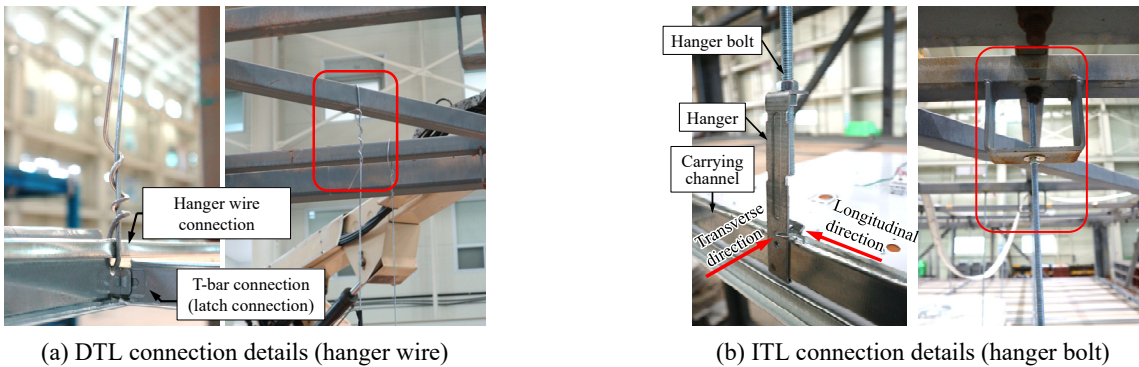 Hanger wire
connection
T-bar connection
(latch connection)
(a) DTL connection details (hanger wire)
Hanger bolt
Hanger
Carrying
channel
Transverse
direction
Longitudinal
direction
(b) ITL connection details (hanger bolt)